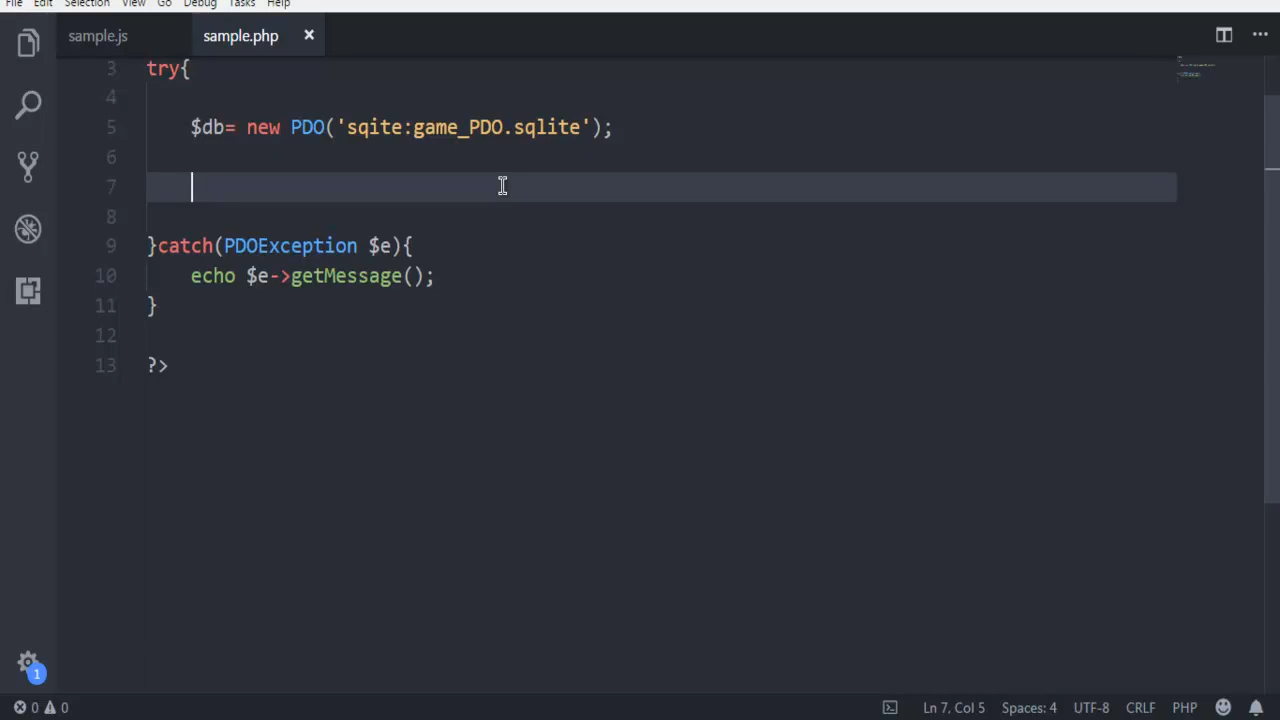 File Edit Selection View Go Debug Tasks Help
sample.js sample.php
3 try{
4
5 $db= new PDO('sqite:game_PDO.sqlite');
6
7
8
9 }catch(PDOException $e){
10 echo $e->getMessage();
11 }
12
13 ?>
1
0 0 Ln 7, Col 5 Spaces: 4 UTF-8 CRLF PHP